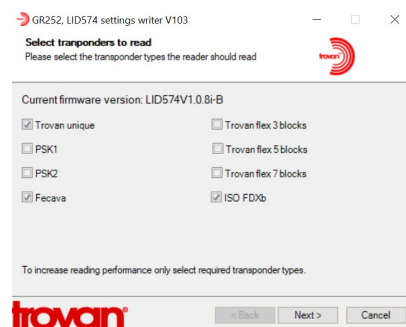 GR252, LID574 settings writer V103
Select tranponders to read
Please select the transponder types the reader should read
trovan
Current firmware version: LID574V1.0.8i-B
Trovan unique
Trovan flex 3 blocks
PSK1
Trovan flex 5 blocks
PSK2
Trovan flex 7 blocks
Fecava
ISO FDXb
To increase reading performance only select required transponder types.
trovan®
< Back
Next >
Cancel